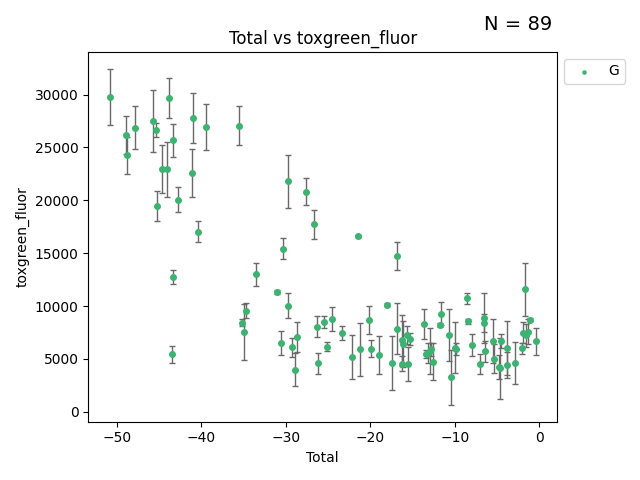 N = 89
Total vs toxgreen_fluor
G
toxgreen_fluor
30000
25000
20000
15000
10000
5000
0
−50 −40 −30 −20 −10 0
Total